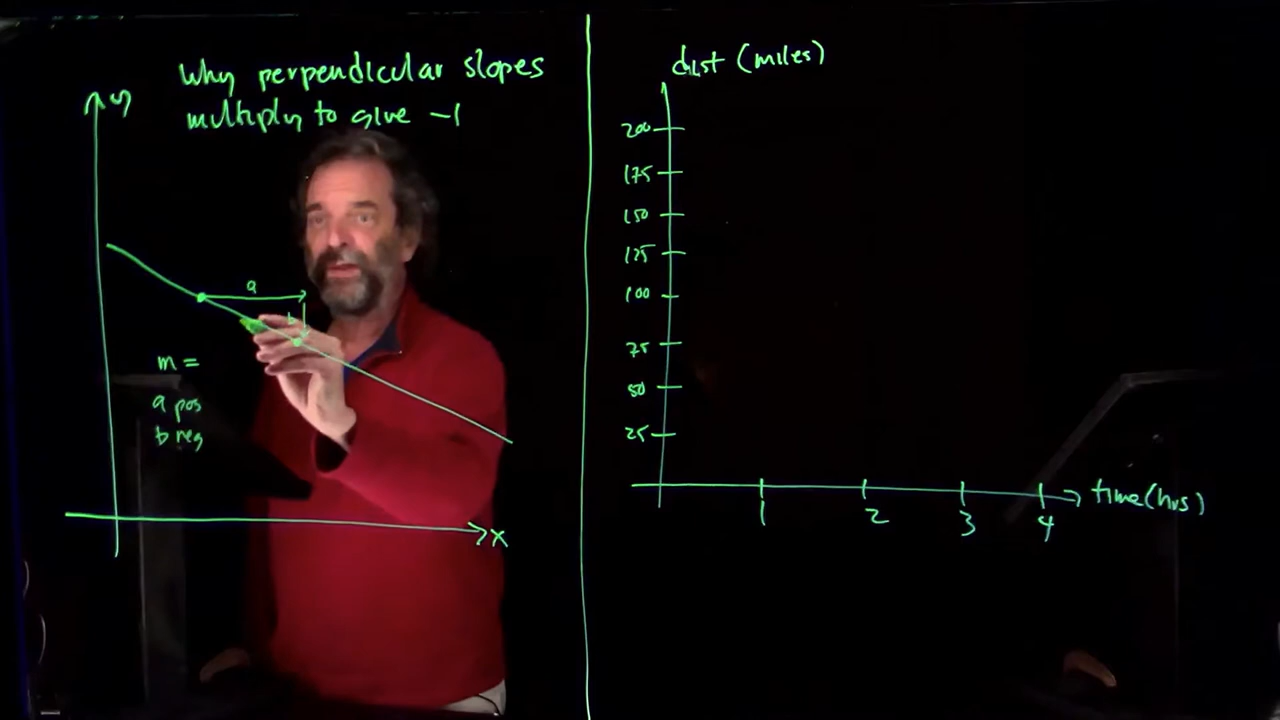 Why perpendicular slopes
multiply to give -1
y
a
b
m =
a pos
b neg
x
dist (miles)
200
175
150
125
100
75
50
25
1 2 3 4
time (hrs)